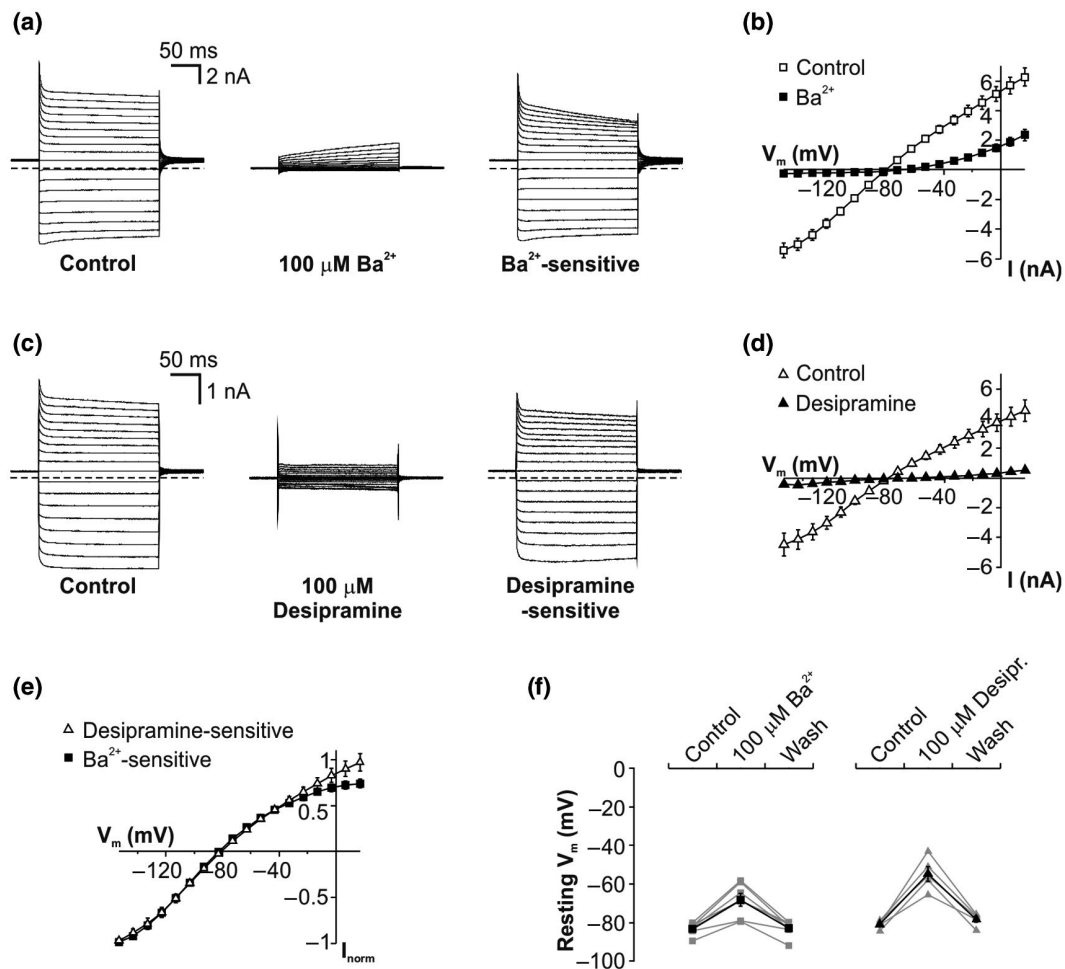 (a)
50 ms
2 nA
Control
100 μM Ba²⁺
Ba²⁺-sensitive
(b)
Control
Ba²⁺
6
4
2
Vₘ (mV)
−120 −80 −40
−2
−4
−6
I (nA)
(c)
50 ms
1 nA
Control
100 μM
Desipramine
Desipramine
-sensitive
(d)
Control
Desipramine
6
4
2
Vₘ (mV)
−120 −80 −40
−2
−4
−6
I (nA)
(e)
Desipramine-sensitive
Ba²⁺-sensitive
1
0.5
Vₘ (mV)
−120 −80 −40
−0.5
−1
Iₙₒᵣₘ
(f)
Control
100 μM Ba²⁺
Wash
Control
100 μM Desipr.
Wash
Resting Vₘ (mV)
0
−20
−40
−60
−80
−100